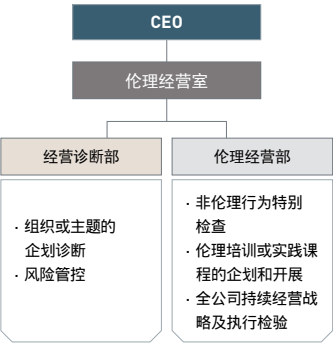 CEO
伦理经营室
经营诊断部
伦理经营部
· 组织或主题的
企划诊断
· 风险管控
· 非伦理行为特别
检查
· 伦理培训或实践课
程的企划和开展
· 全公司持续经营战
略及执行检验